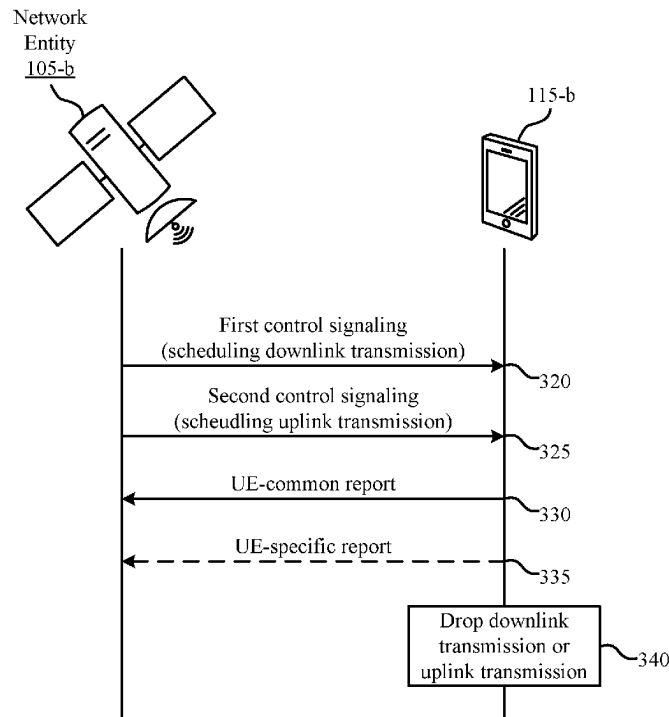 Network
Entity
105-b
115-b
First control signaling
(scheduling downlink transmission)
320
Second control signaling
(scheudling uplink transmission)
325
UE-common report
330
UE-specific report
335
Drop downlink
transmission or
uplink transmission
340